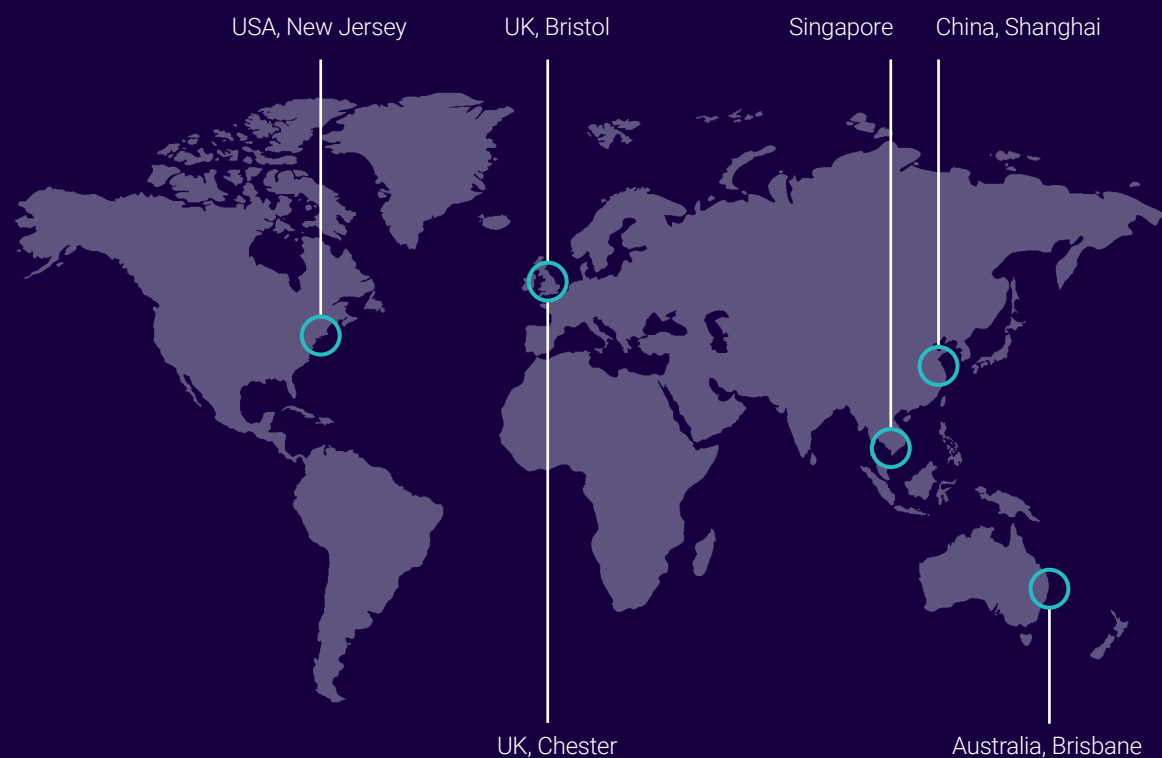 USA, New Jersey
UK, Bristol
Singapore
China, Shanghai
UK, Chester
Australia, Brisbane